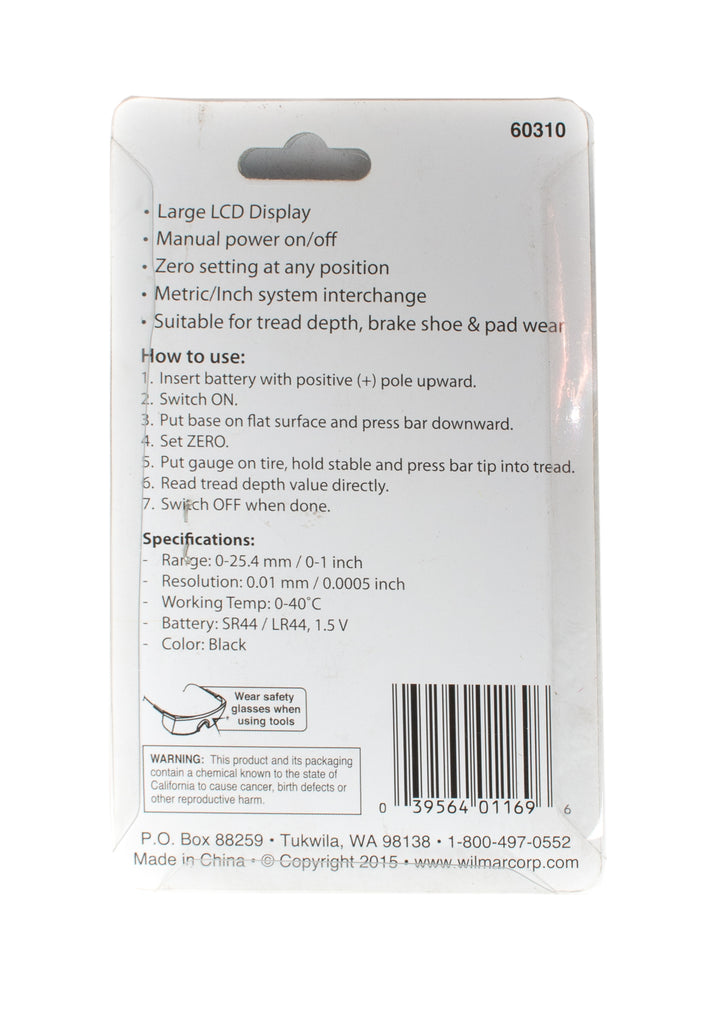 60310
• Large LCD Display
• Manual power on/off
• Zero setting at any position
• Metric/Inch system interchange
• Suitable for tread depth, brake shoe & pad wear
How to use:
1. Insert battery with positive (+) pole upward.
2. Switch ON.
3. Put base on flat surface and press bar downward.
4. Set ZERO.
5. Put gauge on tire, hold stable and press bar tip into tread.
6. Read tread depth value directly.
7. Switch OFF when done.
Specifications:
- Range: 0-25.4 mm / 0-1 inch
- Resolution: 0.01 mm / 0.0005 inch
- Working Temp: 0-40˚C
- Battery: SR44 / LR44, 1.5 V
- Color: Black
Wear safety
glasses when
using tools
WARNING: This product and its packaging
contain a chemical known to the state of
California to cause cancer, birth defects or
other reproductive harm.
0 39564 01169 6
P.O. Box 88259 • Tukwila, WA 98138 • 1-800-497-0552
Made in China • © Copyright 2015 • www.wilmarcorp.com